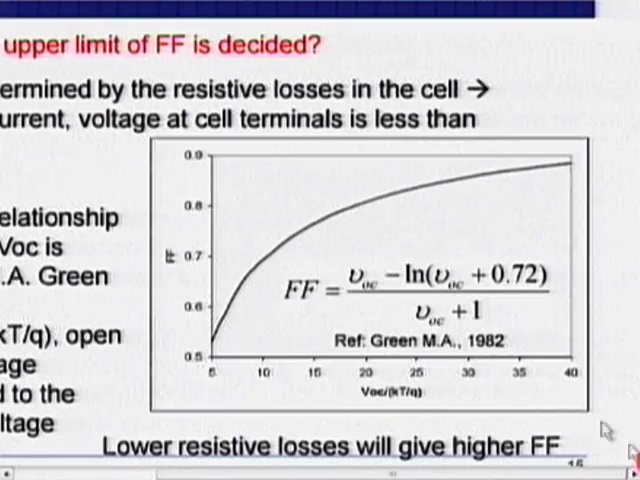 upper limit of FF is decided?
ermined by the resistive losses in the cell →
urrent, voltage at cell terminals is less than
elationship
Voc is
.A. Green
kT/q), open
age
d to the
ltage
0.9
0.8
0.7
0.6
0.5
FF
5 10 15 20 25 30 35 40
Voc/(kT/q)
FF = (υoc − ln(υoc + 0.72)) / (υoc + 1)
Ref: Green M.A., 1982
Lower resistive losses will give higher FF